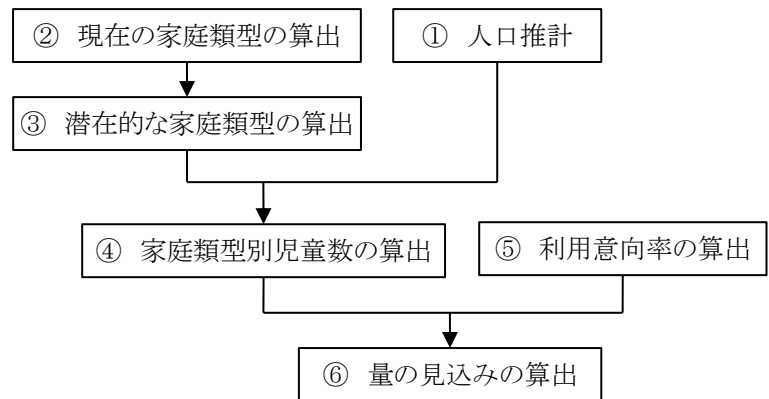 ② 現在の家庭類型の算出
① 人口推計
③ 潜在的な家庭類型の算出
④ 家庭類型別児童数の算出
⑤ 利用意向率の算出
⑥ 量の見込みの算出